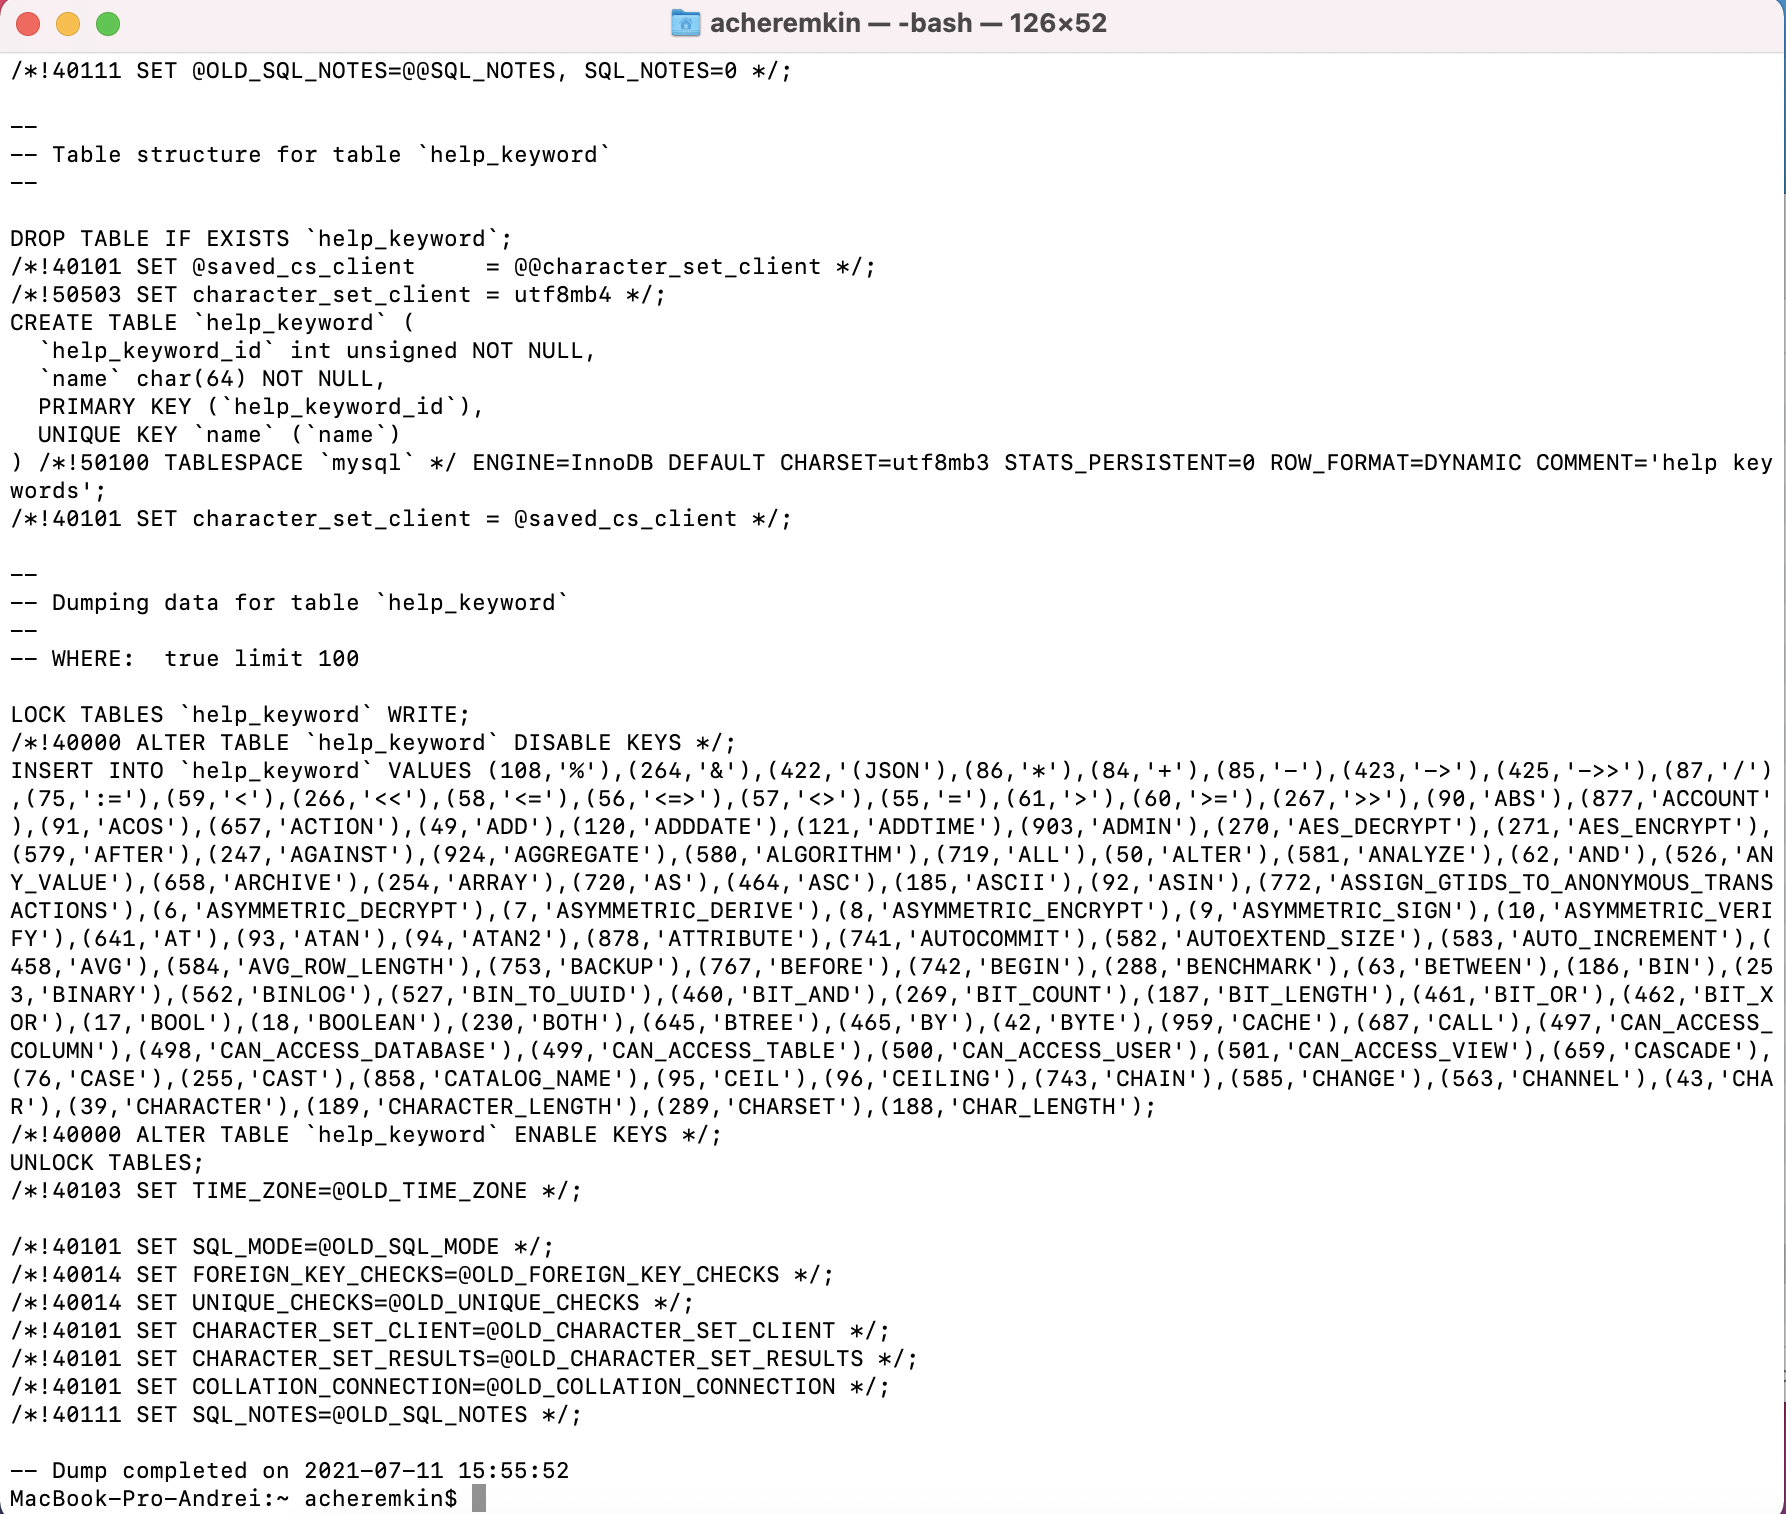 acheremkin — -bash — 126×52
/*!40111 SET @OLD_SQL_NOTES=@@SQL_NOTES, SQL_NOTES=0 */;
--
-- Table structure for table `help_keyword`
--
DROP TABLE IF EXISTS `help_keyword`;
/*!40101 SET @saved_cs_client     = @@character_set_client */;
/*!50503 SET character_set_client = utf8mb4 */;
CREATE TABLE `help_keyword` (
  `help_keyword_id` int unsigned NOT NULL,
  `name` char(64) NOT NULL,
  PRIMARY KEY (`help_keyword_id`),
  UNIQUE KEY `name` (`name`)
) /*!50100 TABLESPACE `mysql` */ ENGINE=InnoDB DEFAULT CHARSET=utf8mb3 STATS_PERSISTENT=0 ROW_FORMAT=DYNAMIC COMMENT='help key
words';
/*!40101 SET character_set_client = @saved_cs_client */;
--
-- Dumping data for table `help_keyword`
--
-- WHERE:  true limit 100
LOCK TABLES `help_keyword` WRITE;
/*!40000 ALTER TABLE `help_keyword` DISABLE KEYS */;
INSERT INTO `help_keyword` VALUES (108,'%'),(264,'&'),(422,'(JSON'),(86,'*'),(84,'+'),(85,'-'),(423,'->'),(425,'->>'),(87,'/')
,(75,':='),(59,'<'),(266,'<<'),(58,'<='),(56,'<=>'),(57,'<>'),(55,'='),(61,'>'),(60,'>='),(267,'>>'),(90,'ABS'),(877,'ACCOUNT'
),(91,'ACOS'),(657,'ACTION'),(49,'ADD'),(120,'ADDDATE'),(121,'ADDTIME'),(903,'ADMIN'),(270,'AES_DECRYPT'),(271,'AES_ENCRYPT'),
(579,'AFTER'),(247,'AGAINST'),(924,'AGGREGATE'),(580,'ALGORITHM'),(719,'ALL'),(50,'ALTER'),(581,'ANALYZE'),(62,'AND'),(526,'AN
Y_VALUE'),(658,'ARCHIVE'),(254,'ARRAY'),(720,'AS'),(464,'ASC'),(185,'ASCII'),(92,'ASIN'),(772,'ASSIGN_GTIDS_TO_ANONYMOUS_TRANS
ACTIONS'),(6,'ASYMMETRIC_DECRYPT'),(7,'ASYMMETRIC_DERIVE'),(8,'ASYMMETRIC_ENCRYPT'),(9,'ASYMMETRIC_SIGN'),(10,'ASYMMETRIC_VERI
FY'),(641,'AT'),(93,'ATAN'),(94,'ATAN2'),(878,'ATTRIBUTE'),(741,'AUTOCOMMIT'),(582,'AUTOEXTEND_SIZE'),(583,'AUTO_INCREMENT'),(
458,'AVG'),(584,'AVG_ROW_LENGTH'),(753,'BACKUP'),(767,'BEFORE'),(742,'BEGIN'),(288,'BENCHMARK'),(63,'BETWEEN'),(186,'BIN'),(25
3,'BINARY'),(562,'BINLOG'),(527,'BIN_TO_UUID'),(460,'BIT_AND'),(269,'BIT_COUNT'),(187,'BIT_LENGTH'),(461,'BIT_OR'),(462,'BIT_X
OR'),(17,'BOOL'),(18,'BOOLEAN'),(230,'BOTH'),(645,'BTREE'),(465,'BY'),(42,'BYTE'),(959,'CACHE'),(687,'CALL'),(497,'CAN_ACCESS_
COLUMN'),(498,'CAN_ACCESS_DATABASE'),(499,'CAN_ACCESS_TABLE'),(500,'CAN_ACCESS_USER'),(501,'CAN_ACCESS_VIEW'),(659,'CASCADE'),
(76,'CASE'),(255,'CAST'),(858,'CATALOG_NAME'),(95,'CEIL'),(96,'CEILING'),(743,'CHAIN'),(585,'CHANGE'),(563,'CHANNEL'),(43,'CHA
R'),(39,'CHARACTER'),(189,'CHARACTER_LENGTH'),(289,'CHARSET'),(188,'CHAR_LENGTH');
/*!40000 ALTER TABLE `help_keyword` ENABLE KEYS */;
UNLOCK TABLES;
/*!40103 SET TIME_ZONE=@OLD_TIME_ZONE */;
/*!40101 SET SQL_MODE=@OLD_SQL_MODE */;
/*!40014 SET FOREIGN_KEY_CHECKS=@OLD_FOREIGN_KEY_CHECKS */;
/*!40014 SET UNIQUE_CHECKS=@OLD_UNIQUE_CHECKS */;
/*!40101 SET CHARACTER_SET_CLIENT=@OLD_CHARACTER_SET_CLIENT */;
/*!40101 SET CHARACTER_SET_RESULTS=@OLD_CHARACTER_SET_RESULTS */;
/*!40101 SET COLLATION_CONNECTION=@OLD_COLLATION_CONNECTION */;
/*!40111 SET SQL_NOTES=@OLD_SQL_NOTES */;
-- Dump completed on 2021-07-11 15:55:52
MacBook-Pro-Andrei:~ acheremkin$